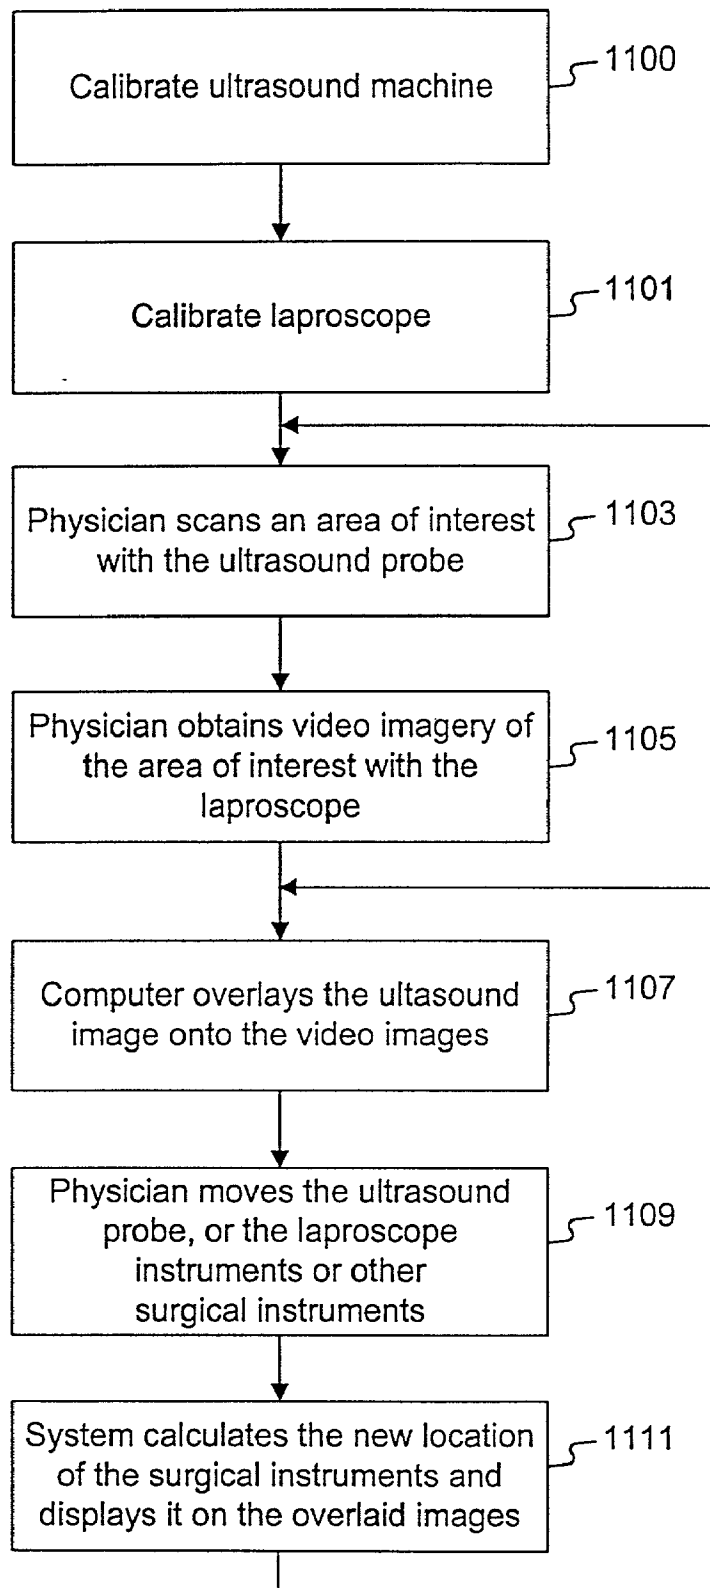 Calibrate ultrasound machine
1100
Calibrate laproscope
1101
Physician scans an area of interest
with the ultrasound probe
1103
Physician obtains video imagery of
the area of interest with the
laproscope
1105
Computer overlays the ultasound
image onto the video images
1107
Physician moves the ultrasound
probe, or the laproscope
instruments or other
surgical instruments
1109
System calculates the new location
of the surgical instruments and
displays it on the overlaid images
1111